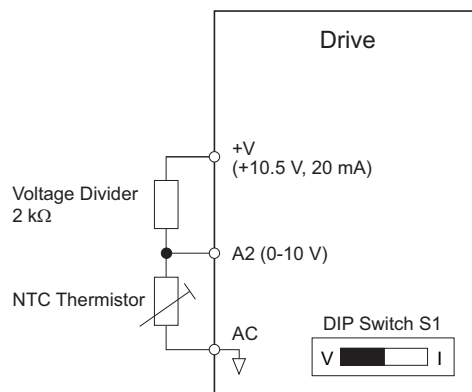 Drive
+V
(+10.5 V, 20 mA)
Voltage Divider
2 kΩ
A2 (0-10 V)
NTC Thermistor
AC
DIP Switch S1
V I